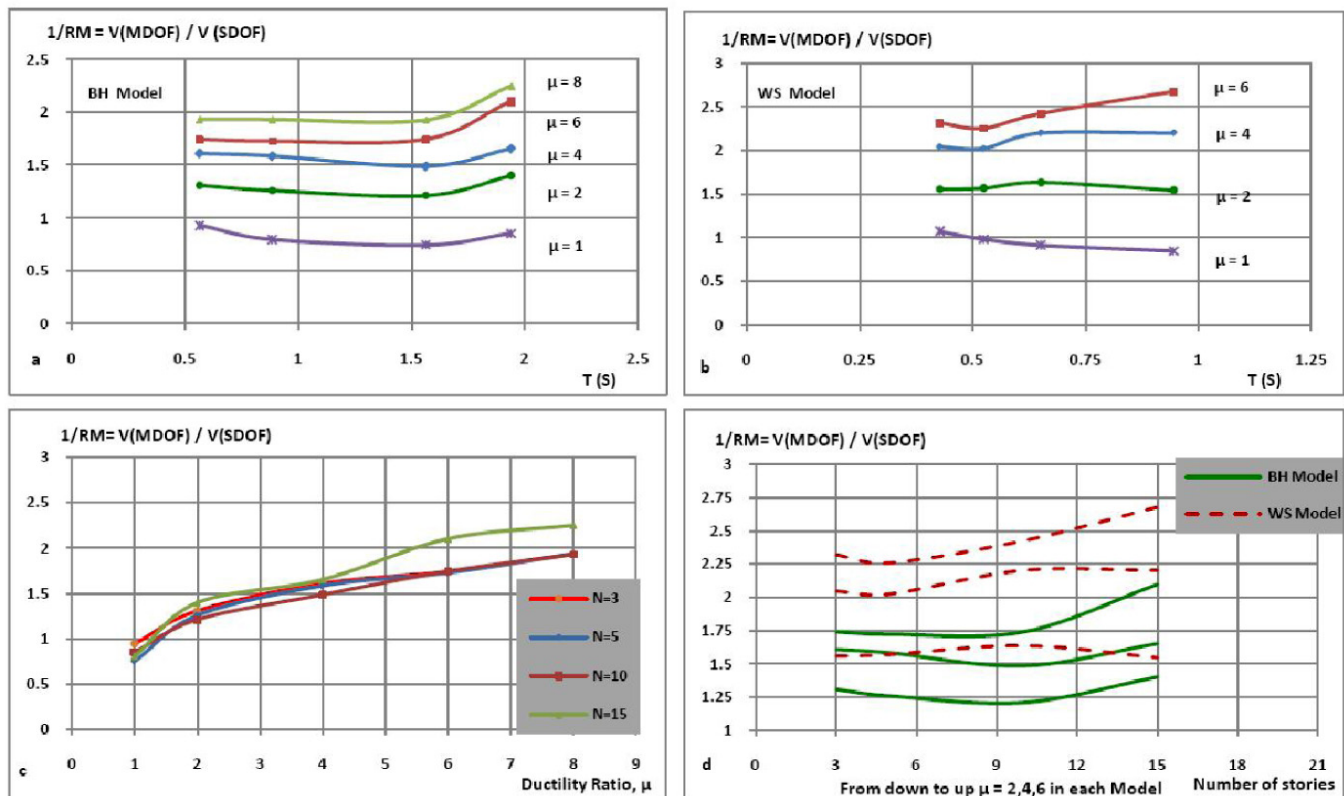 1/RM = V(MDOF) / V (SDOF)
2.5
2
1.5
1
0.5
0
BH Model
μ = 8
μ = 6
μ = 4
μ = 2
μ = 1
a 0 0.5 1 1.5 2 2.5
T (S)
1/RM= V(MDOF) / V(SDOF)
3
2.5
2
1.5
1
0.5
0
WS Model
μ = 6
μ = 4
μ = 2
μ = 1
b 0 0.25 0.5 0.75 1 1.25
T (S)
1/RM= V(MDOF) / V(SDOF)
3
2.5
2
1.5
1
0.5
0
N=3
N=5
N=10
N=15
c 0 1 2 3 4 5 6 7 8 9
Ductility Ratio, μ
1/RM= V(MDOF) / V(SDOF)
3
2.75
2.5
2.25
2
1.75
1.5
1.25
1
BH Model
WS Model
d 0 3 6 9 12 15 18 21
From down to up μ = 2,4,6 in each Model Number of stories